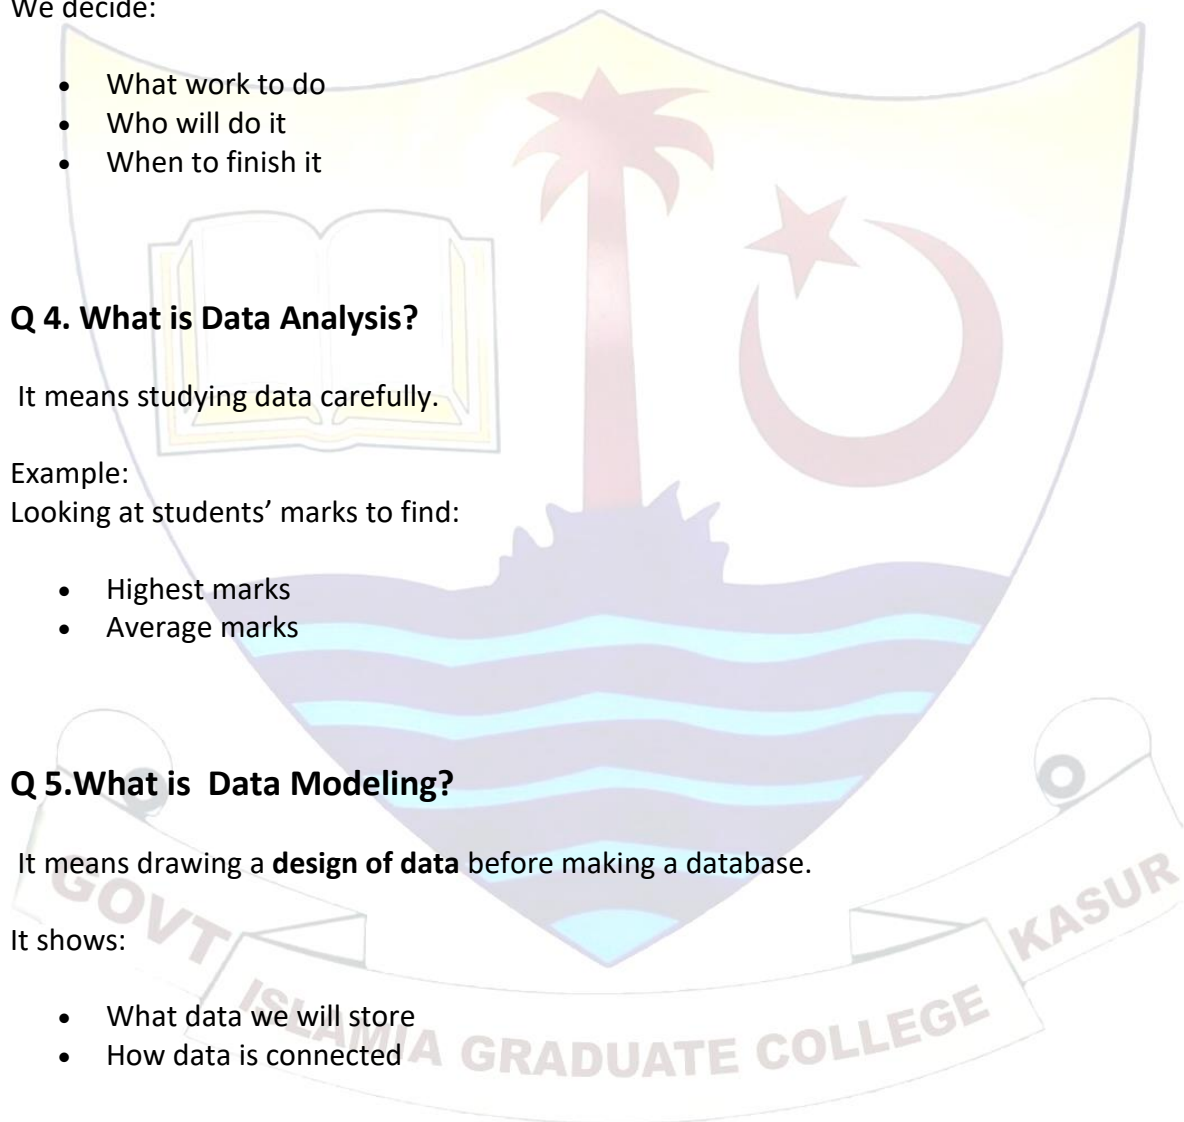 We decide:
• What work to do
• Who will do it
• When to finish it
Q 4. What is Data Analysis?
It means studying data carefully.
Example:
Looking at students’ marks to find:
• Highest marks
• Average marks
Q 5.What is Data Modeling?
It means drawing a design of data before making a database.
It shows:
• What data we will store
• How data is connected
GOVT ISLAMIA GRADUATE COLLEGE KASUR